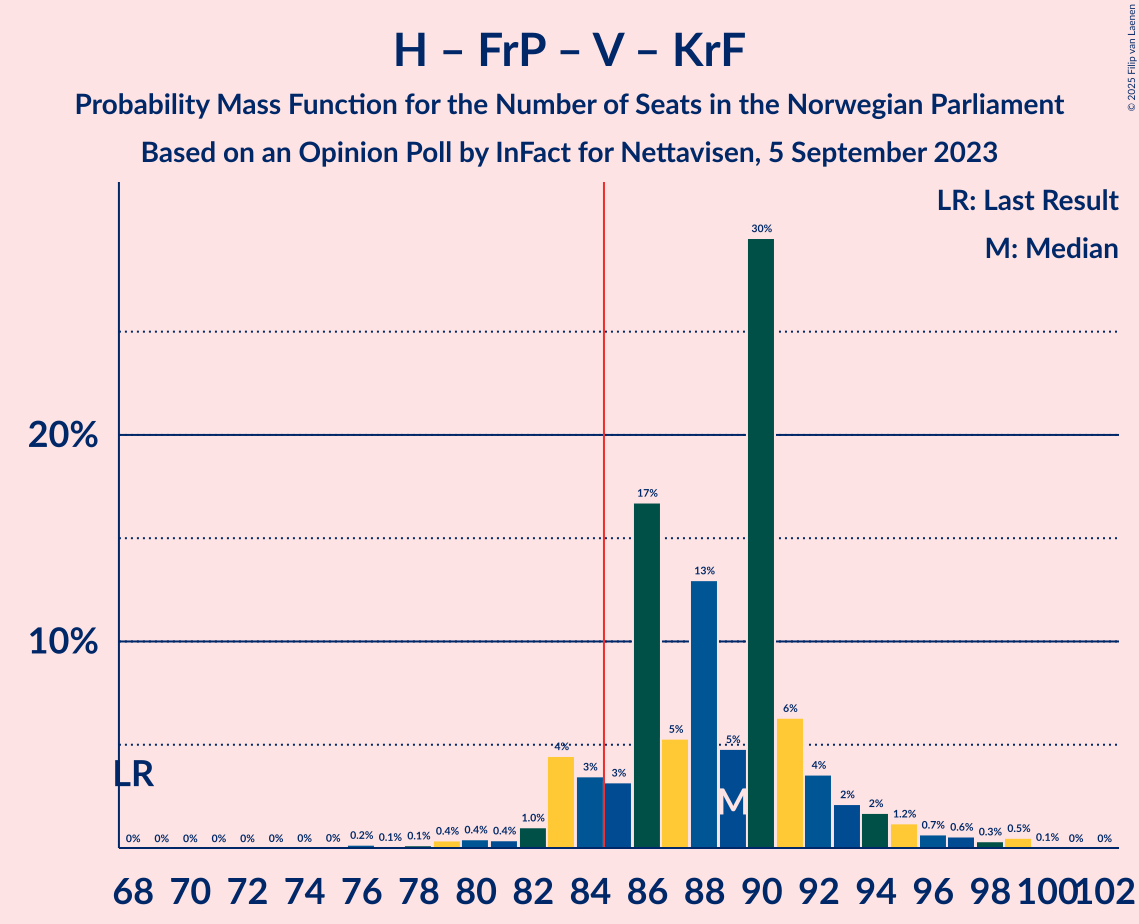 H – FrP – V – KrF
Probability Mass Function for the Number of Seats in the Norwegian Parliament
Based on an Opinion Poll by InFact for Nettavisen, 5 September 2023
© 2025 Filip van Laenen
LR: Last Result
M: Median
20%
10%
LR
M
0% 0% 0% 0% 0% 0% 0% 0% 0.2% 0.1% 0.1% 0.4% 0.4% 0.4% 1.0% 4% 3% 3% 17% 5% 13% 5% 30% 6% 4% 2% 2% 1.2% 0.7% 0.6% 0.3% 0.5% 0.1% 0% 0%
68 70 72 74 76 78 80 82 84 86 88 90 92 94 96 98 100 102